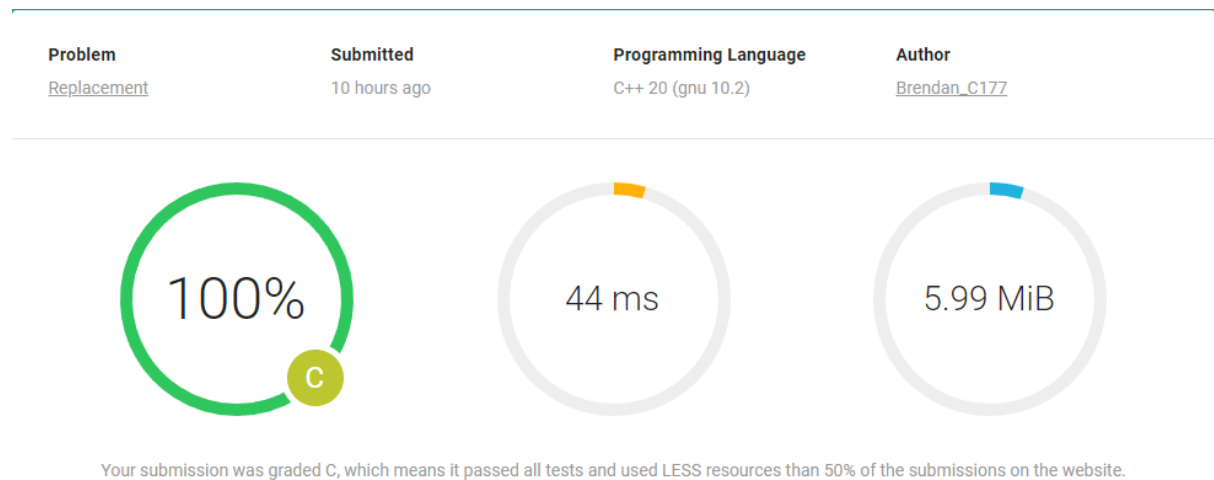 Problem Submitted Programming Language Author
Replacement 10 hours ago C++ 20 (gnu 10.2) Brendan_C177
100% 44 ms 5.99 MiB
C
Your submission was graded C, which means it passed all tests and used LESS resources than 50% of the submissions on the website.